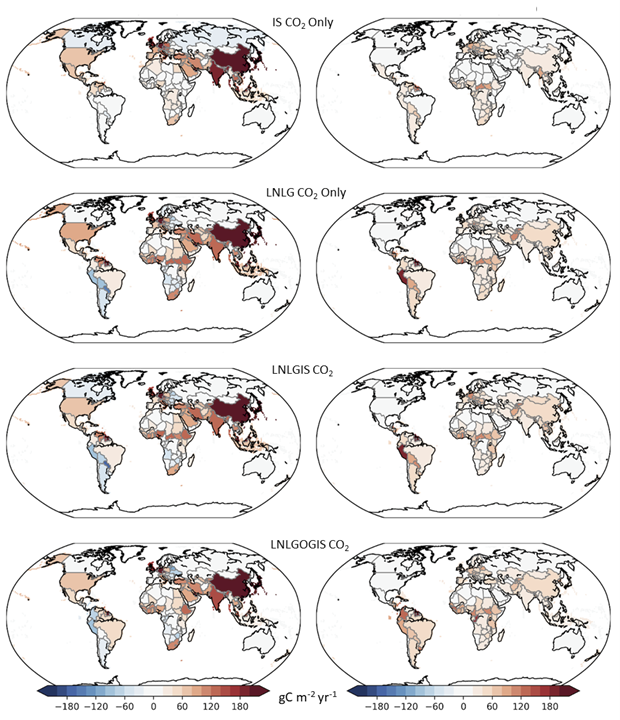 IS CO₂ Only
LNLG CO₂ Only
LNLGIS CO₂
LNLGOGIS CO₂
−180 −120 −60 0 60 120 180 gC m⁻² yr⁻¹ −180 −120 −60 0 60 120 180